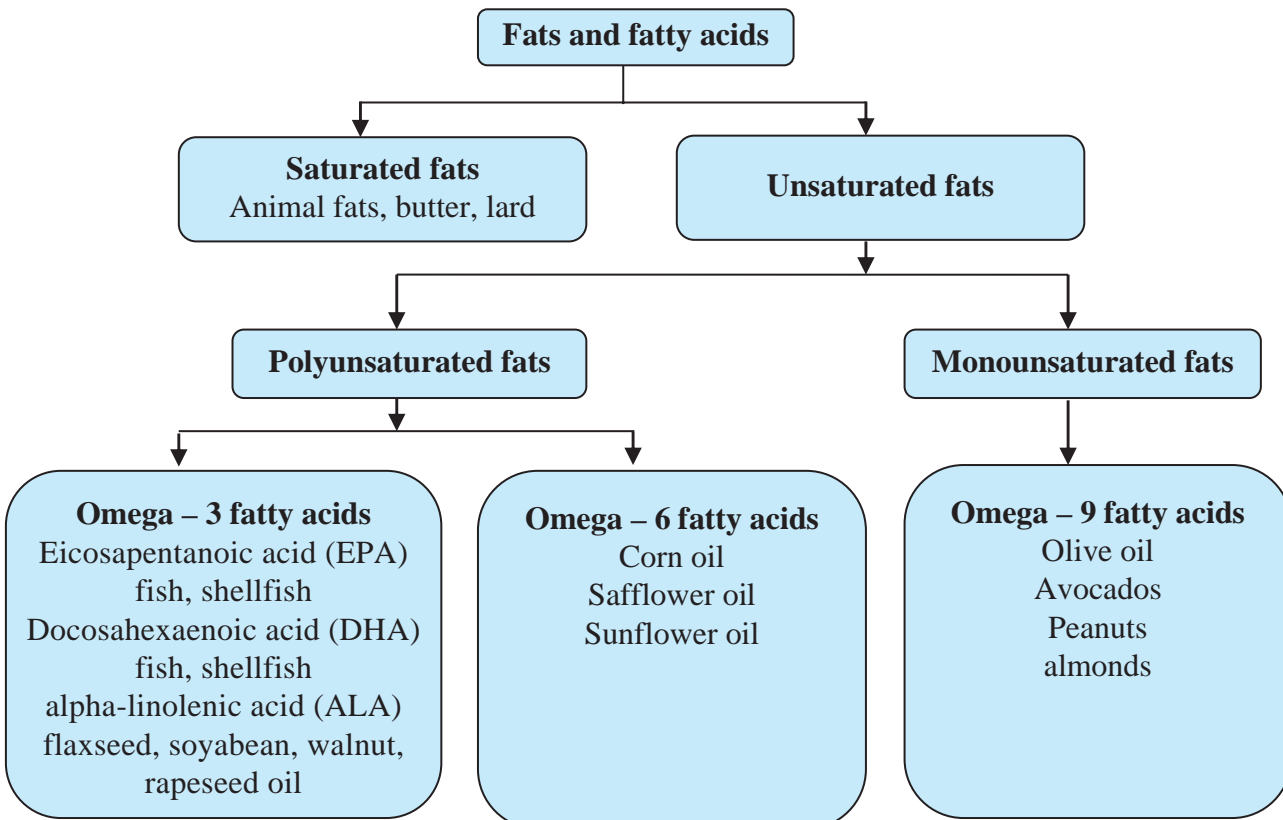 Fats and fatty acids
Saturated fats
Animal fats, butter, lard
Unsaturated fats
Polyunsaturated fats
Monounsaturated fats
Omega – 3 fatty acids
Eicosapentanoic acid (EPA)
fish, shellfish
Docosahexaenoic acid (DHA)
fish, shellfish
alpha-linolenic acid (ALA)
flaxseed, soyabean, walnut,
rapeseed oil
Omega – 6 fatty acids
Corn oil
Safflower oil
Sunflower oil
Omega – 9 fatty acids
Olive oil
Avocados
Peanuts
almonds